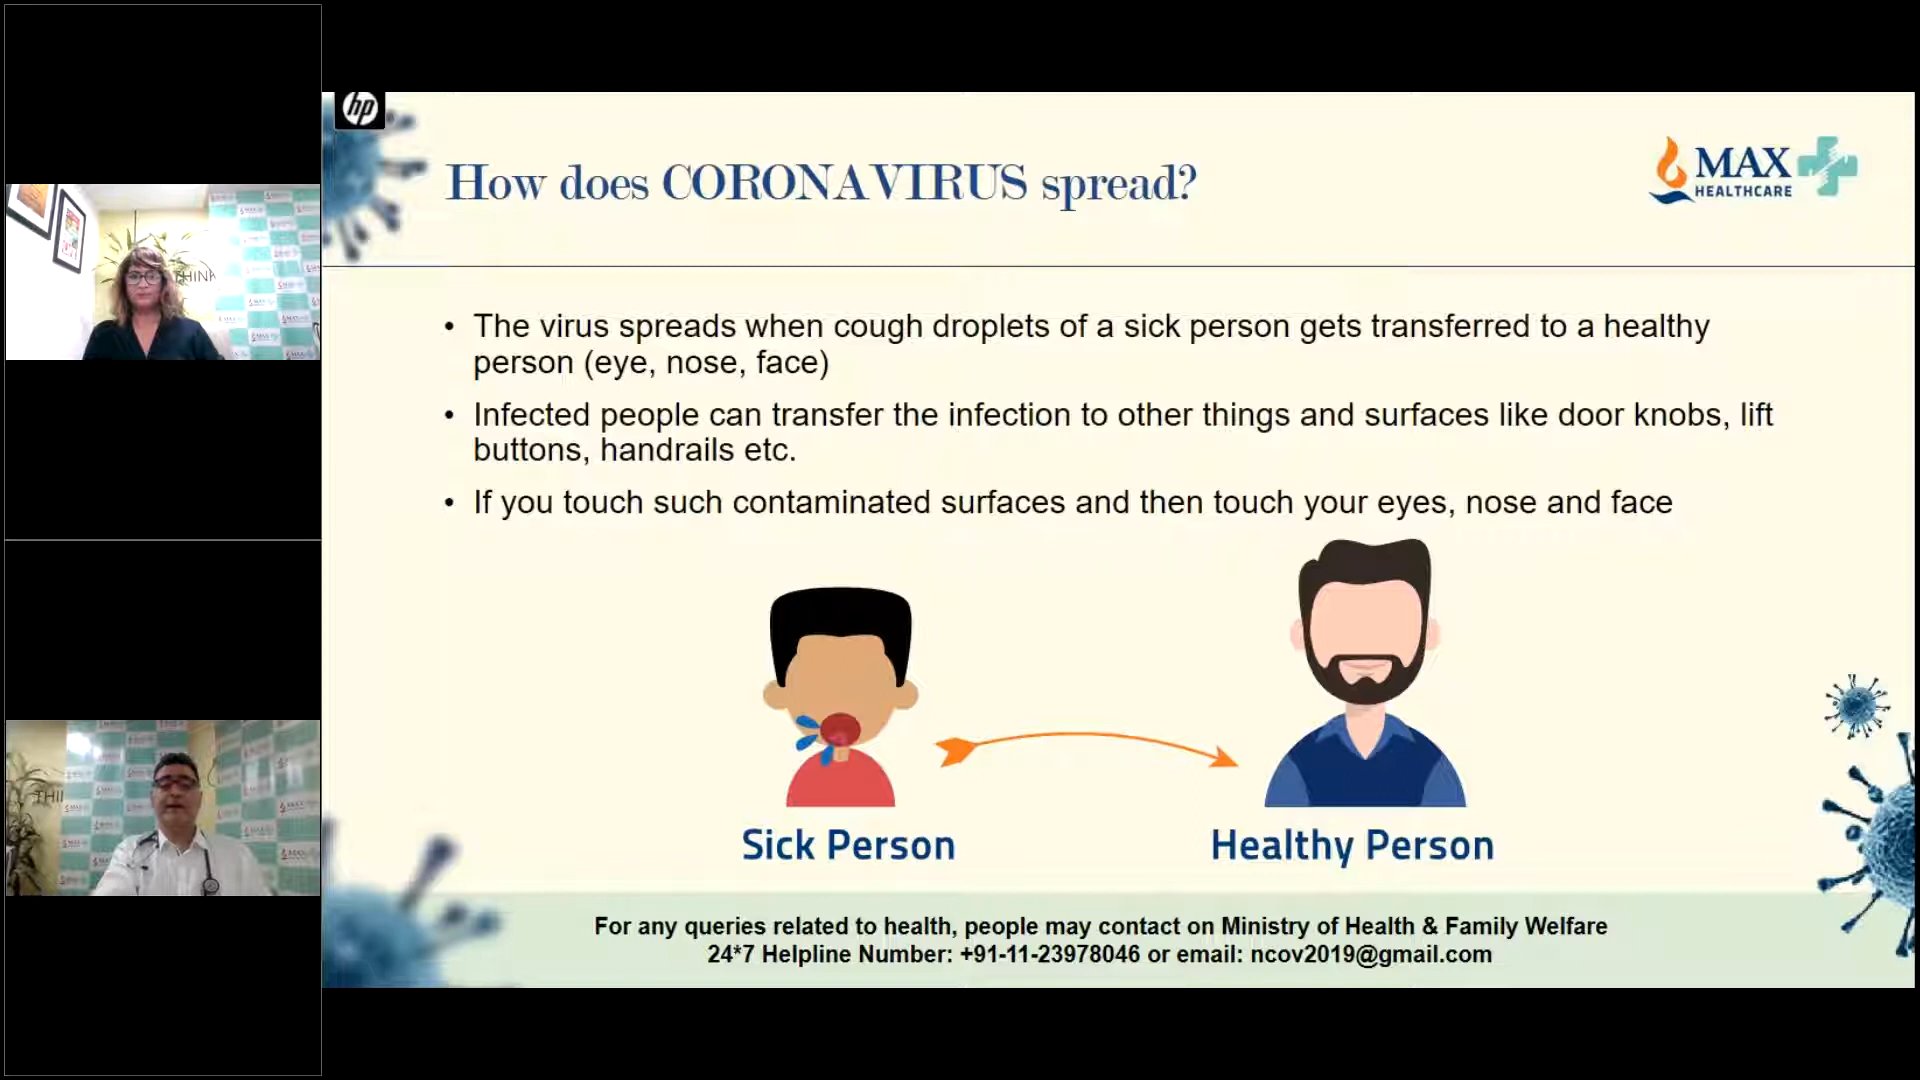 hp
How does CORONAVIRUS spread?
MAX
HEALTHCARE
• The virus spreads when cough droplets of a sick person gets transferred to a healthy
person (eye, nose, face)
• Infected people can transfer the infection to other things and surfaces like door knobs, lift
buttons, handrails etc.
• If you touch such contaminated surfaces and then touch your eyes, nose and face
Sick Person
Healthy Person
For any queries related to health, people may contact on Ministry of Health & Family Welfare
24*7 Helpline Number: +91-11-23978046 or email: ncov2019@gmail.com
THINK
THI
MAX